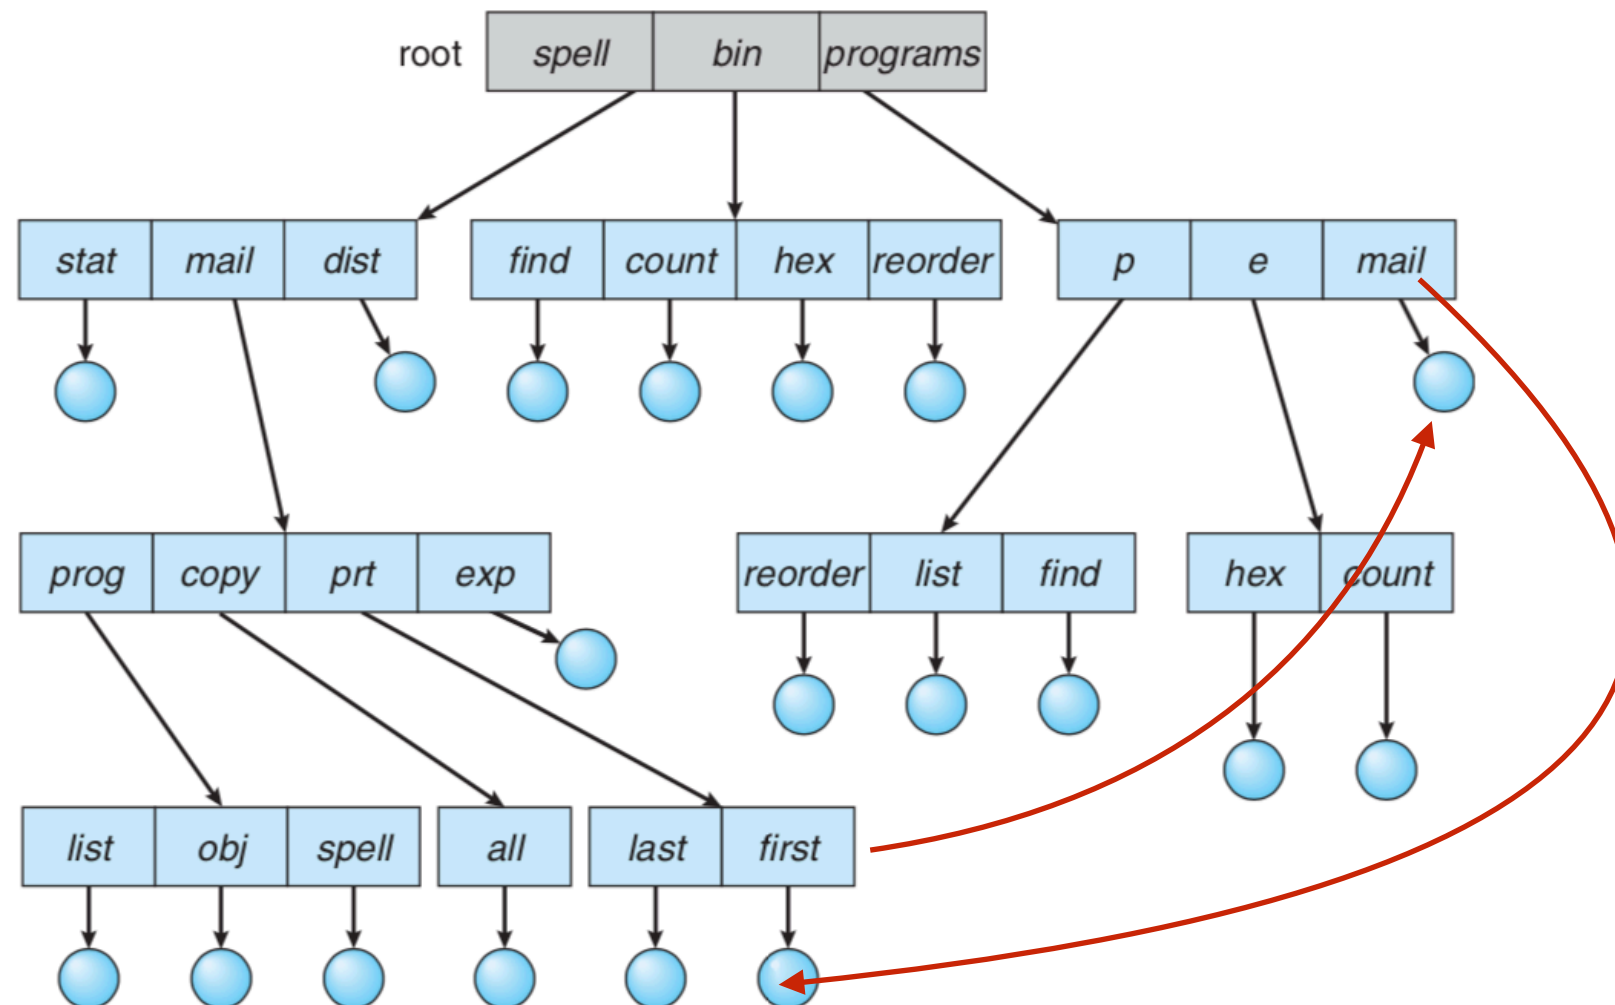 root spell bin programs
stat mail dist find count hex reorder p e mail
prog copy prt exp reorder list find hex count
list obj spell all last first